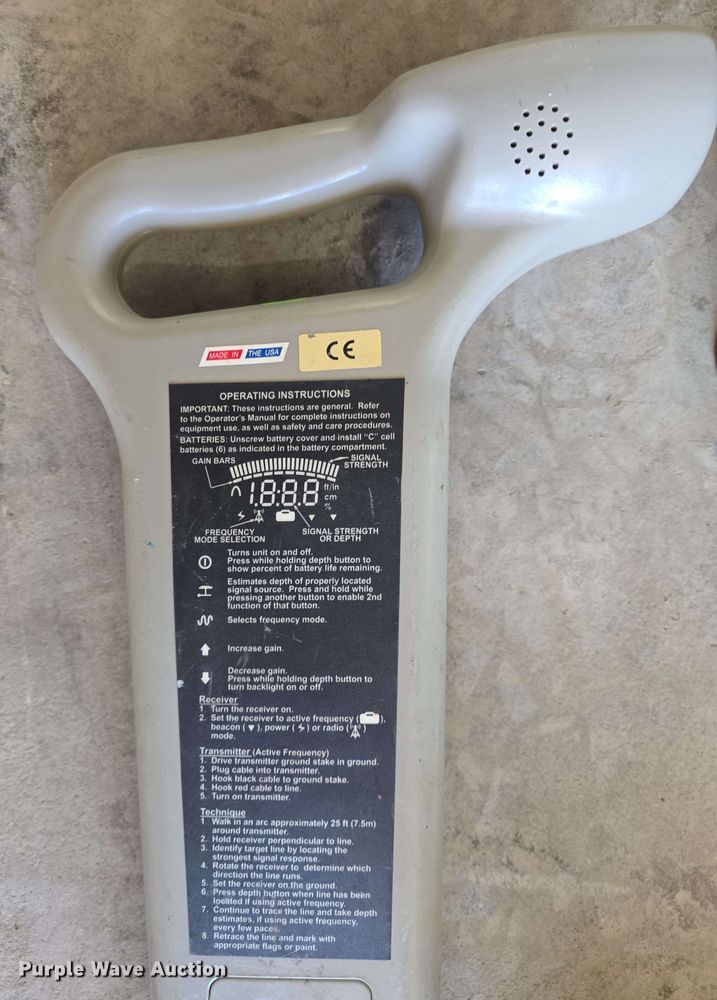 MADE IN THE USA
CE
OPERATING INSTRUCTIONS
IMPORTANT: These instructions are general. Refer
to the Operator's Manual for complete instructions on
equipment use, as well as safety and care procedures.
BATTERIES: Unscrew battery cover and install "C" cell
batteries (6) as indicated in the battery compartment.
GAIN BARS
SIGNAL
STRENGTH
1.8:8.8 ft/in
cm
%
FREQUENCY
MODE SELECTION
SIGNAL STRENGTH
OR DEPTH
Turns unit on and off.
Press while holding depth button to
show percent of battery life remaining.
Estimates depth of properly located
signal source. Press and hold while
pressing another button to enable 2nd
function of that button.
Selects frequency mode.
Increase gain.
Decrease gain.
Press while holding depth button to
turn backlight on or off.
Receiver
1. Turn the receiver on.
2. Set the receiver to active frequency ( ),
beacon ( ▼ ), power ( ⚡ ) or radio ( )
mode.
Transmitter (Active Frequency)
1. Drive transmitter ground stake in ground.
2. Plug cable into transmitter.
3. Hook black cable to ground stake.
4. Hook red cable to line.
5. Turn on transmitter.
Technique
1. Walk in an arc approximately 25 ft (7.5m)
around transmitter.
2. Hold receiver perpendicular to line.
3. Identify target line by locating the
strongest signal response.
4. Rotate the receiver to determine which
direction the line runs.
5. Set the receiver on the ground.
6. Press depth button when line has been
located if using active frequency.
7. Continue to trace the line and take depth
estimates, if using active frequency,
every few paces.
8. Retrace the line and mark with
appropriate flags or paint.
Purple Wave Auction